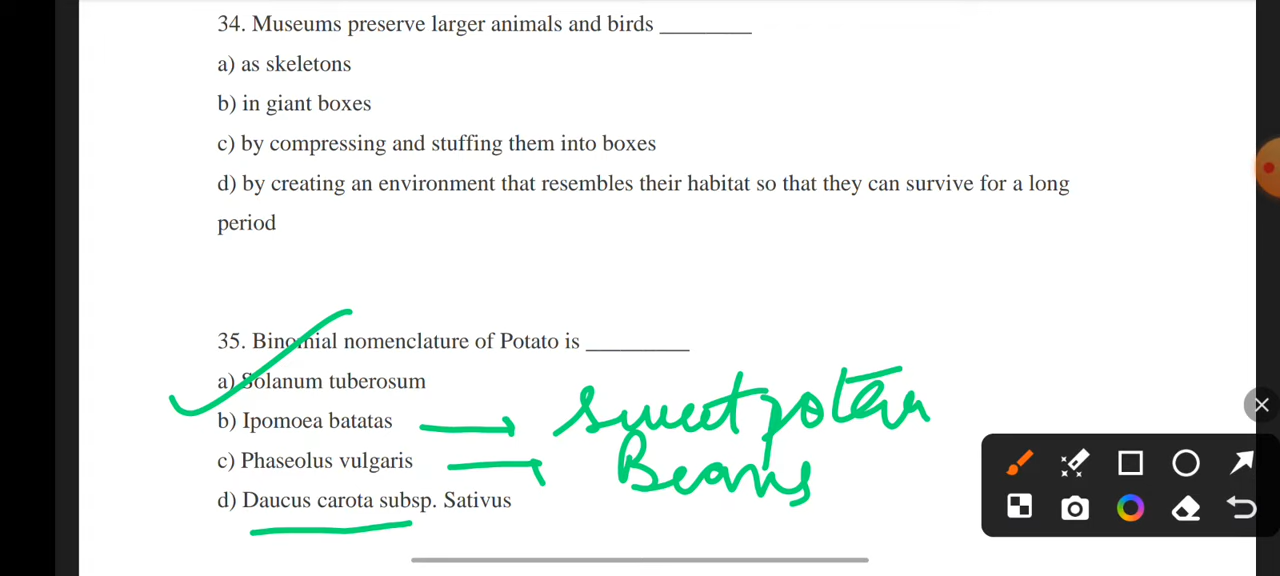 34. Museums preserve larger animals and birds ________
a) as skeletons
b) in giant boxes
c) by compressing and stuffing them into boxes
d) by creating an environment that resembles their habitat so that they can survive for a long
period
35. Binomial nomenclature of Potato is _________
a) Solanum tuberosum
b) Ipomoea batatas sweet
c) Phaseolus vulgaris Beans
d) Daucus carota subsp. Sativus